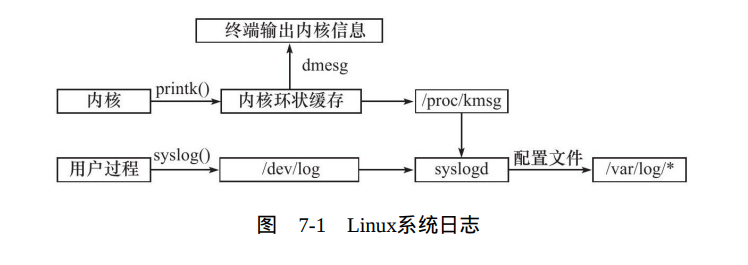 终端输出内核信息
dmesg
内核
printk()
内核环状缓存
/proc/kmsg
用户过程
syslog()
/dev/log
syslogd
配置文件
/var/log/*
图 7-1 Linux系统日志